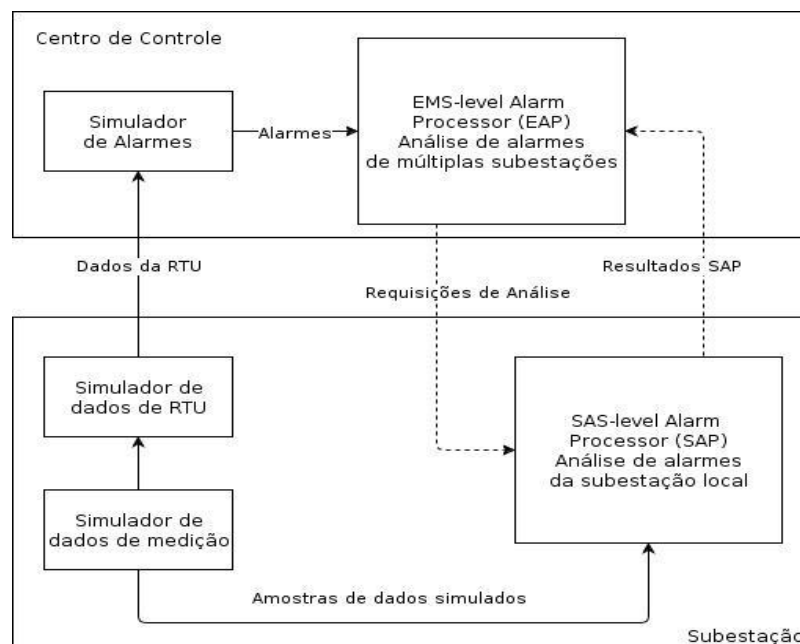 Centro de Controle
Simulador
de Alarmes
Alarmes
EMS-level Alarm
Processor (EAP)
Análise de alarmes
de múltiplas subestações
Dados da RTU
Resultados SAP
Requisições de Análise
Simulador de
dados de RTU
SAS-level Alarm
Processor (SAP)
Análise de alarmes
da subestação local
Simulador de
dados de medição
Amostras de dados simulados
Subestação